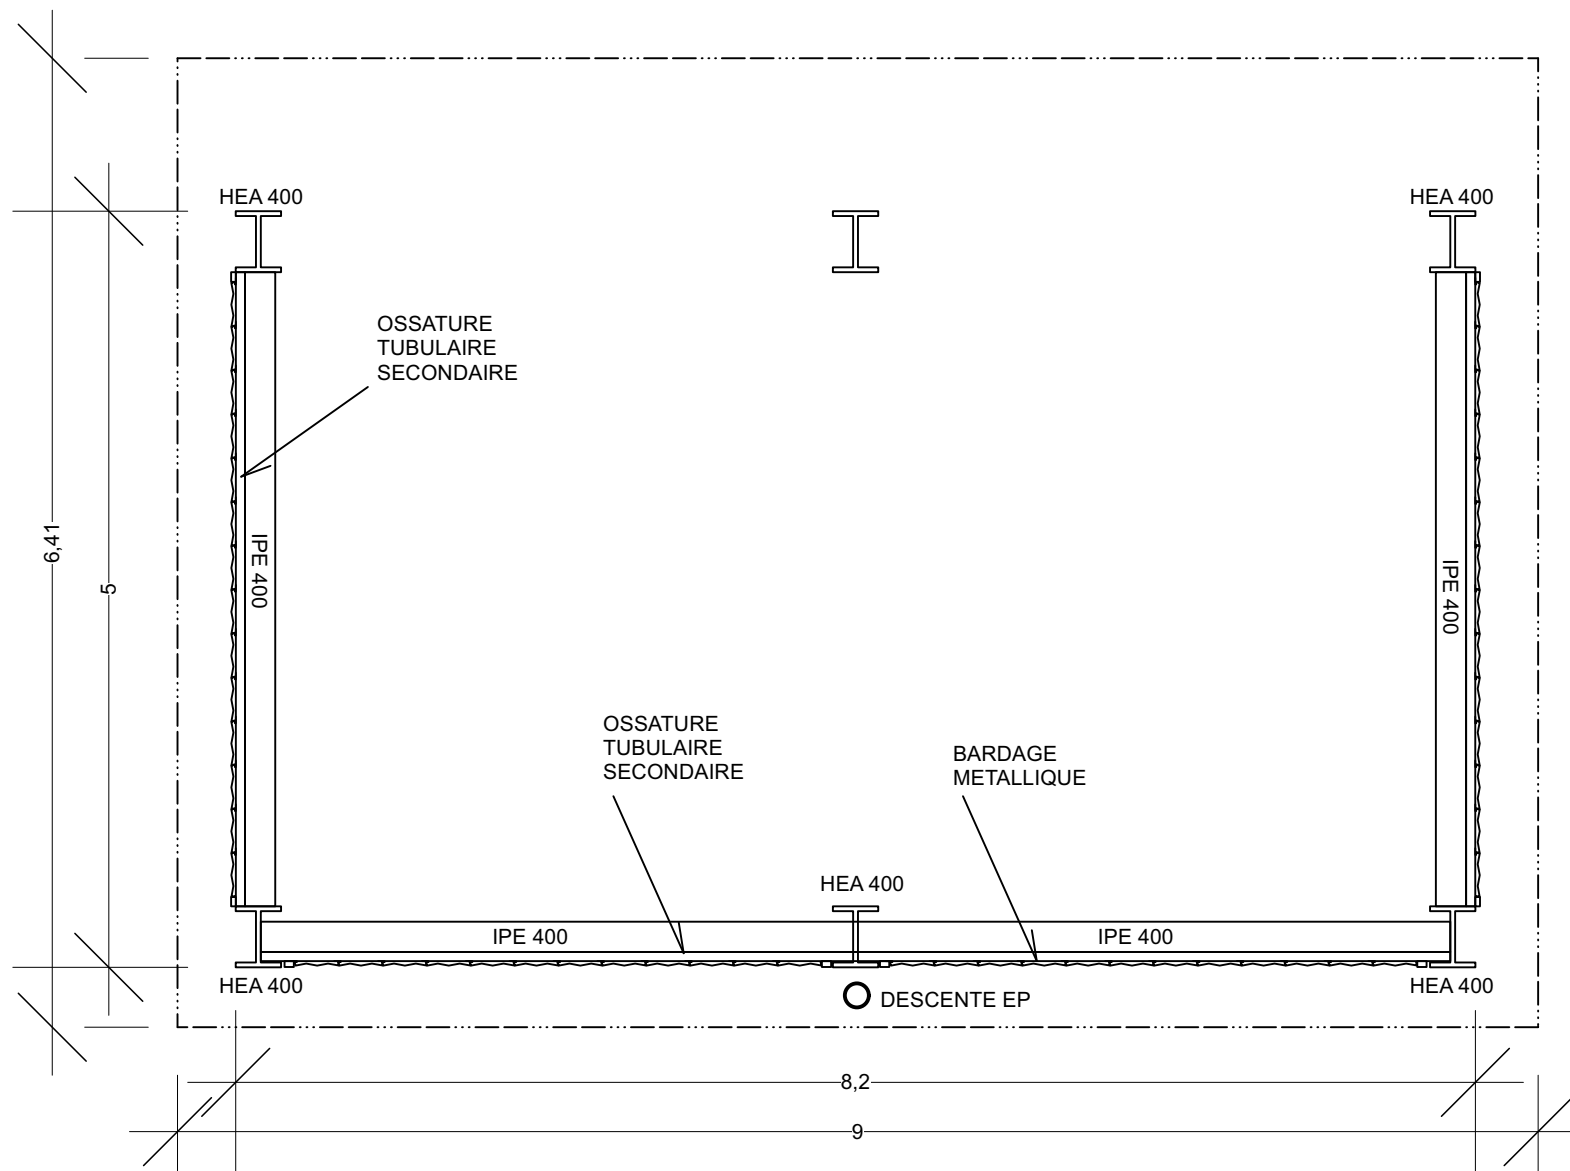 HEA 400
HEA 400
OSSATURE
TUBULAIRE
SECONDAIRE
6,41
5
IPE 400
IPE 400
OSSATURE
TUBULAIRE
SECONDAIRE
BARDAGE
METALLIQUE
HEA 400
IPE 400
IPE 400
HEA 400
HEA 400
DESCENTE EP
8,2
9